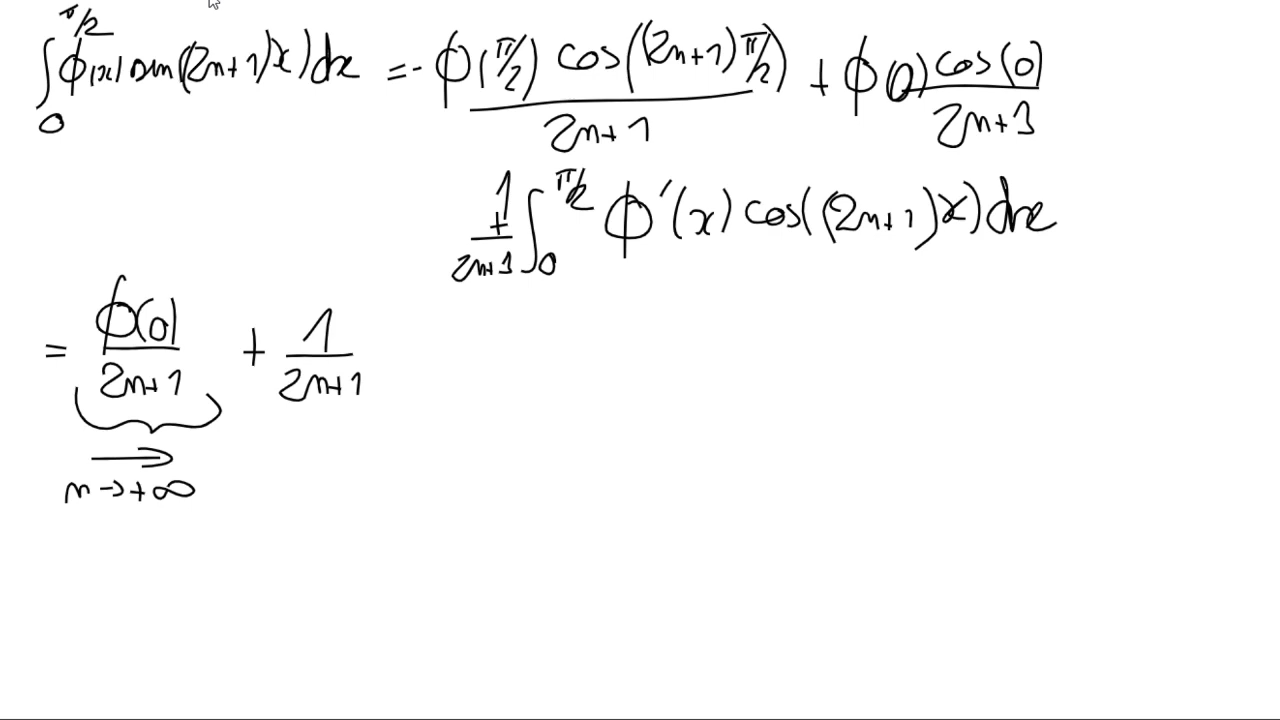 ∫₀^{π/2} ϕ(x) sin((2n+1)x) dx = - ϕ(π/2) cos((2n+1)π/2) / 2n+1 + ϕ(0) cos(0) / 2n+1
+ 1/2n+1 ∫₀^{π/2} ϕ'(x) cos((2n+1)x) dx
= ϕ(0) / 2n+1 + 1 / 2n+1
⟶
n→+∞